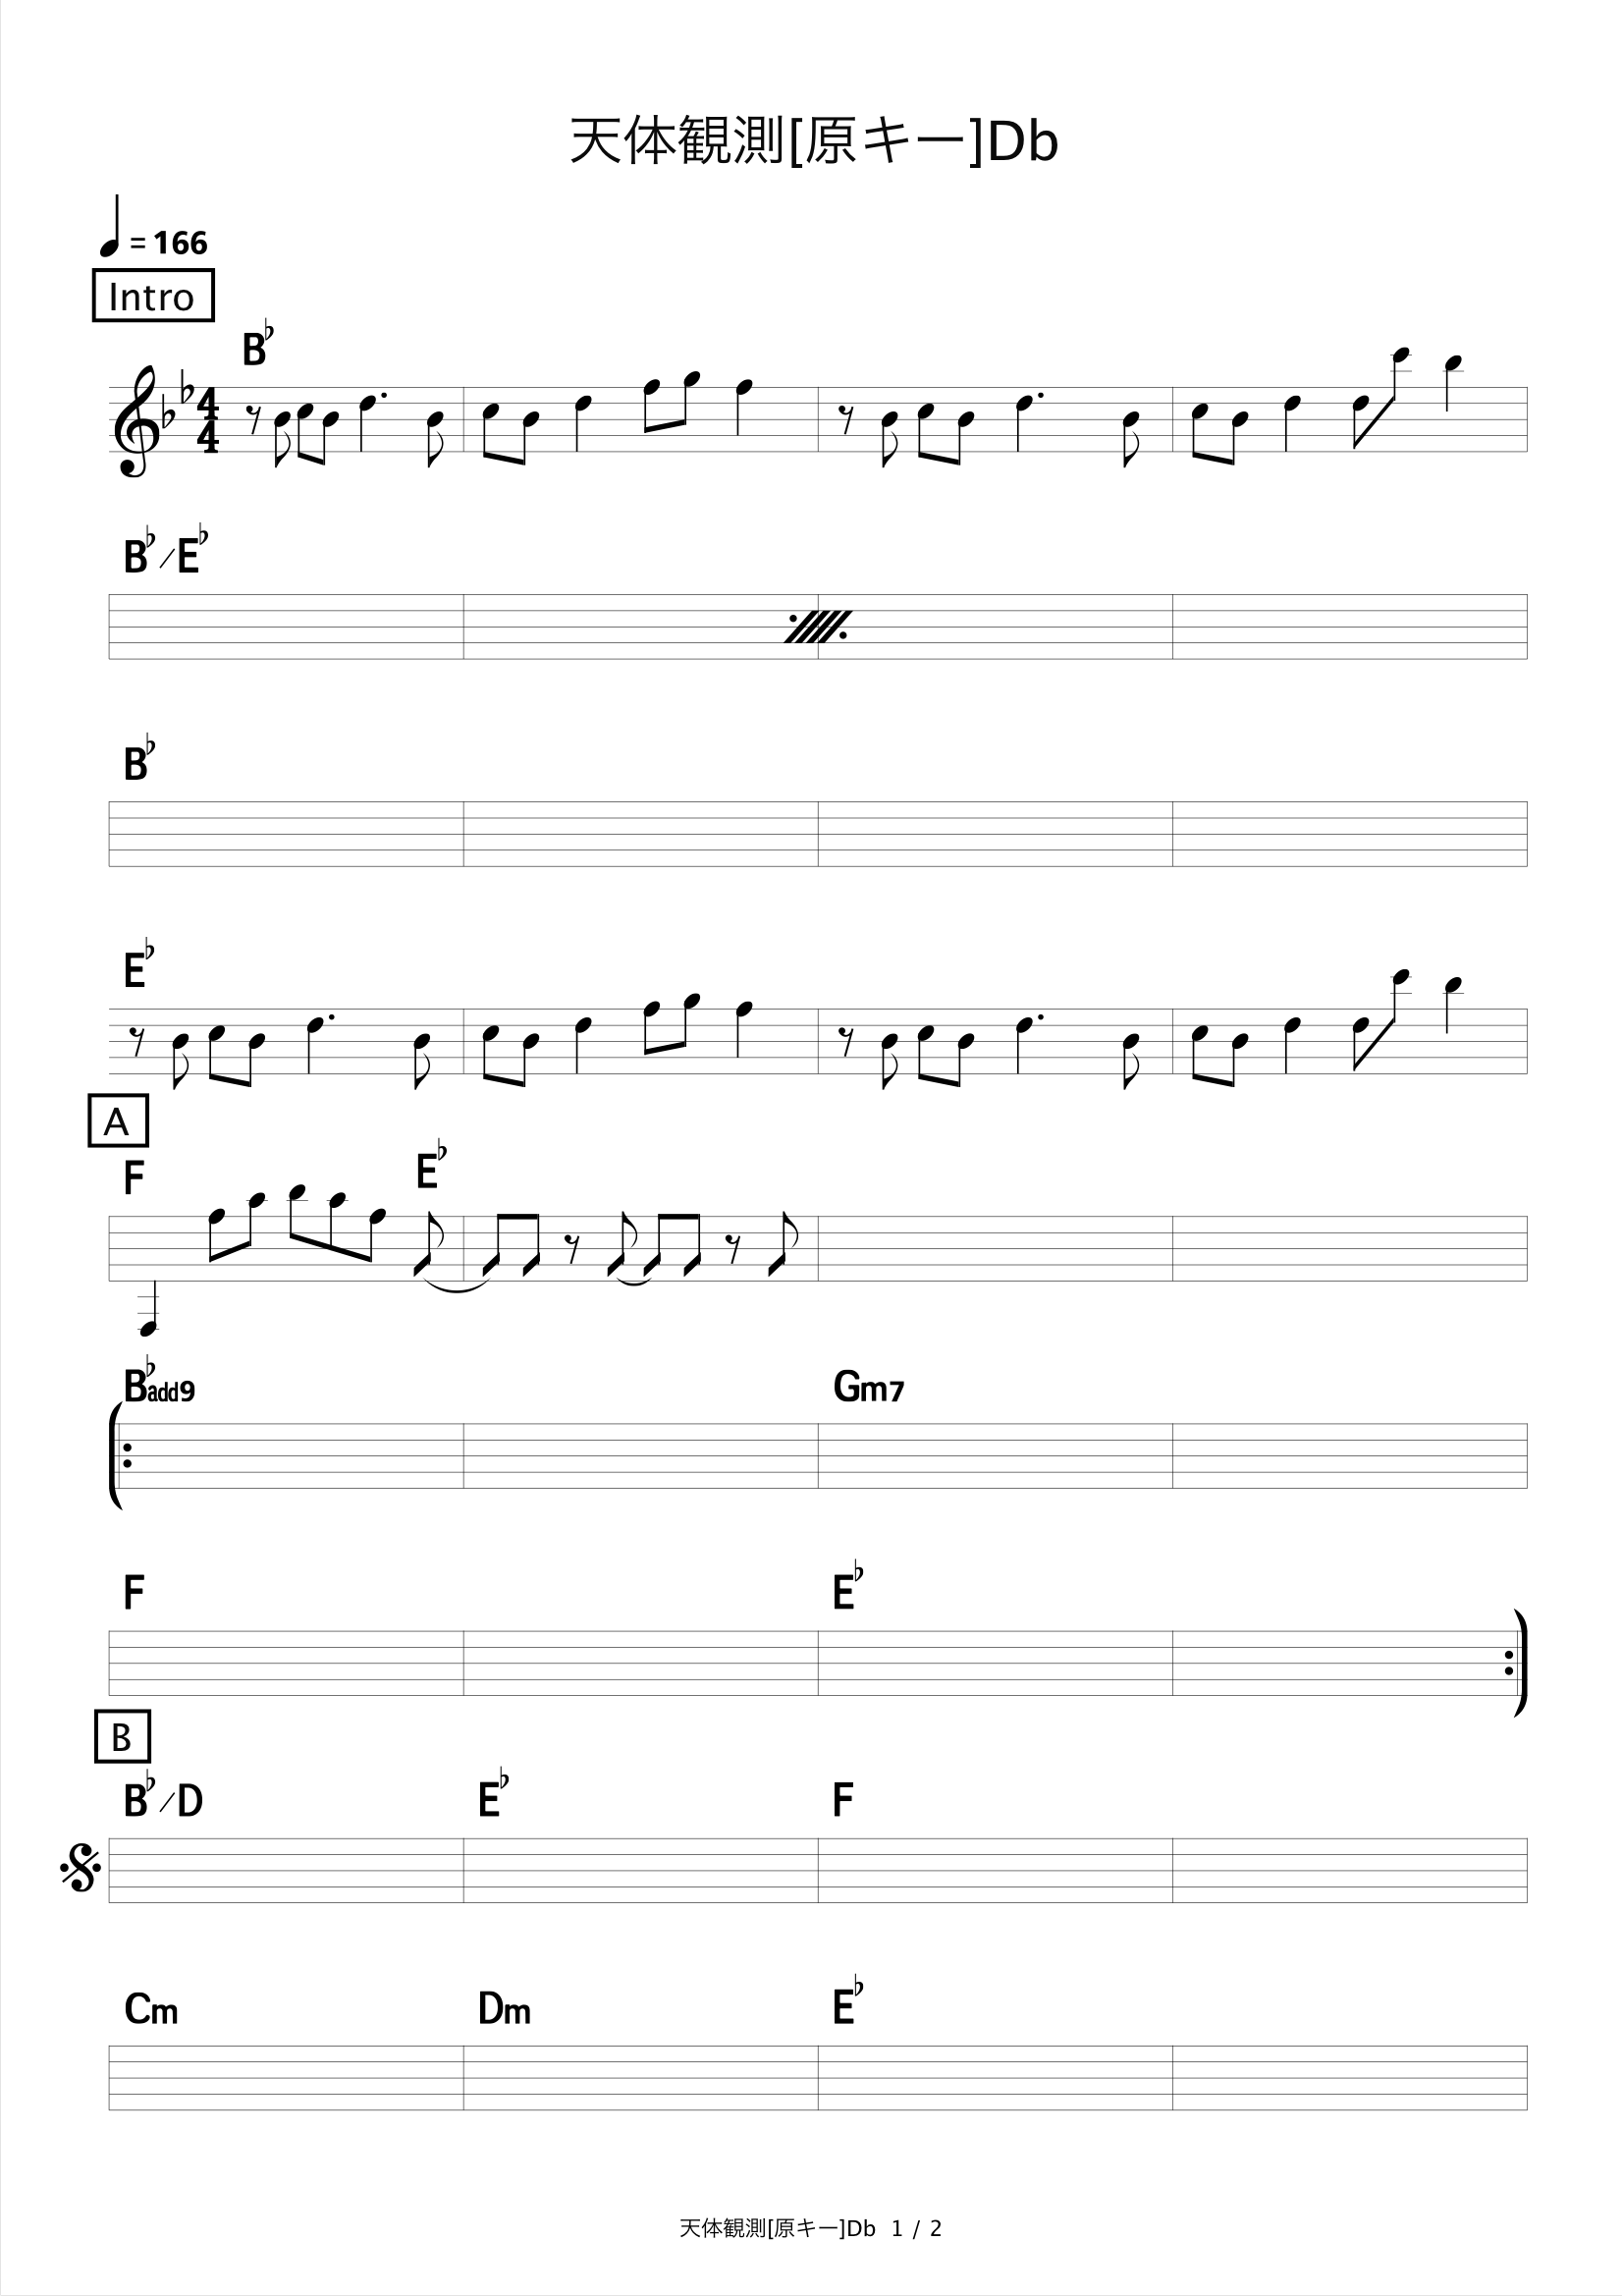 天体観測[原キー]Db
= 166
Intro
B♭
B♭/E♭
B♭
E♭
A
F E♭
B♭add9 Gm7
F E♭
B
B♭/D E♭ F
Cm Dm E♭
天体観測[原キー]Db 1 / 2